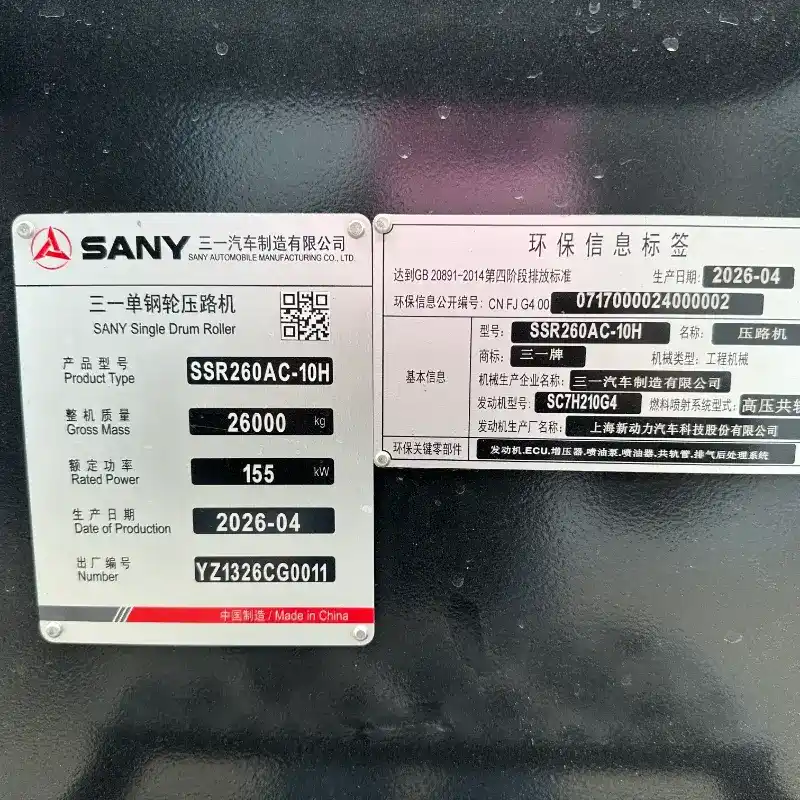 SANY 三一汽车制造有限公司
SANY AUTOMOBILE MANUFACTURING CO., LTD.
三一单钢轮压路机
SANY Single Drum Roller
产品型号 SSR260AC-10H
Product Type
整机质量 26000 kg
Gross Mass
额定功率 155 kW
Rated Power
生产日期 2026-04
Date of Production
出厂编号 YZ1326CG0011
Number
中国制造 / Made in China
环保信息标签
达到GB 20891-2014第四阶段排放标准 生产日期: 2026-04
环保信息公开编号: CN FJ G4 00 0717000024000002
基本信息
型号: SSR260AC-10H 名称: 压路机
商标: 三一牌 机械类型: 工程机械
机械生产企业名称: 三一汽车制造有限公司
发动机型号: SC7H210G4 燃料喷射系统型式: 高压共轨
发动机生产厂名称: 上海新动力汽车科技股份有限公司
环保关键零部件 发动机.ECU.增压器.喷油泵.喷油器.共轨管.排气后处理系统